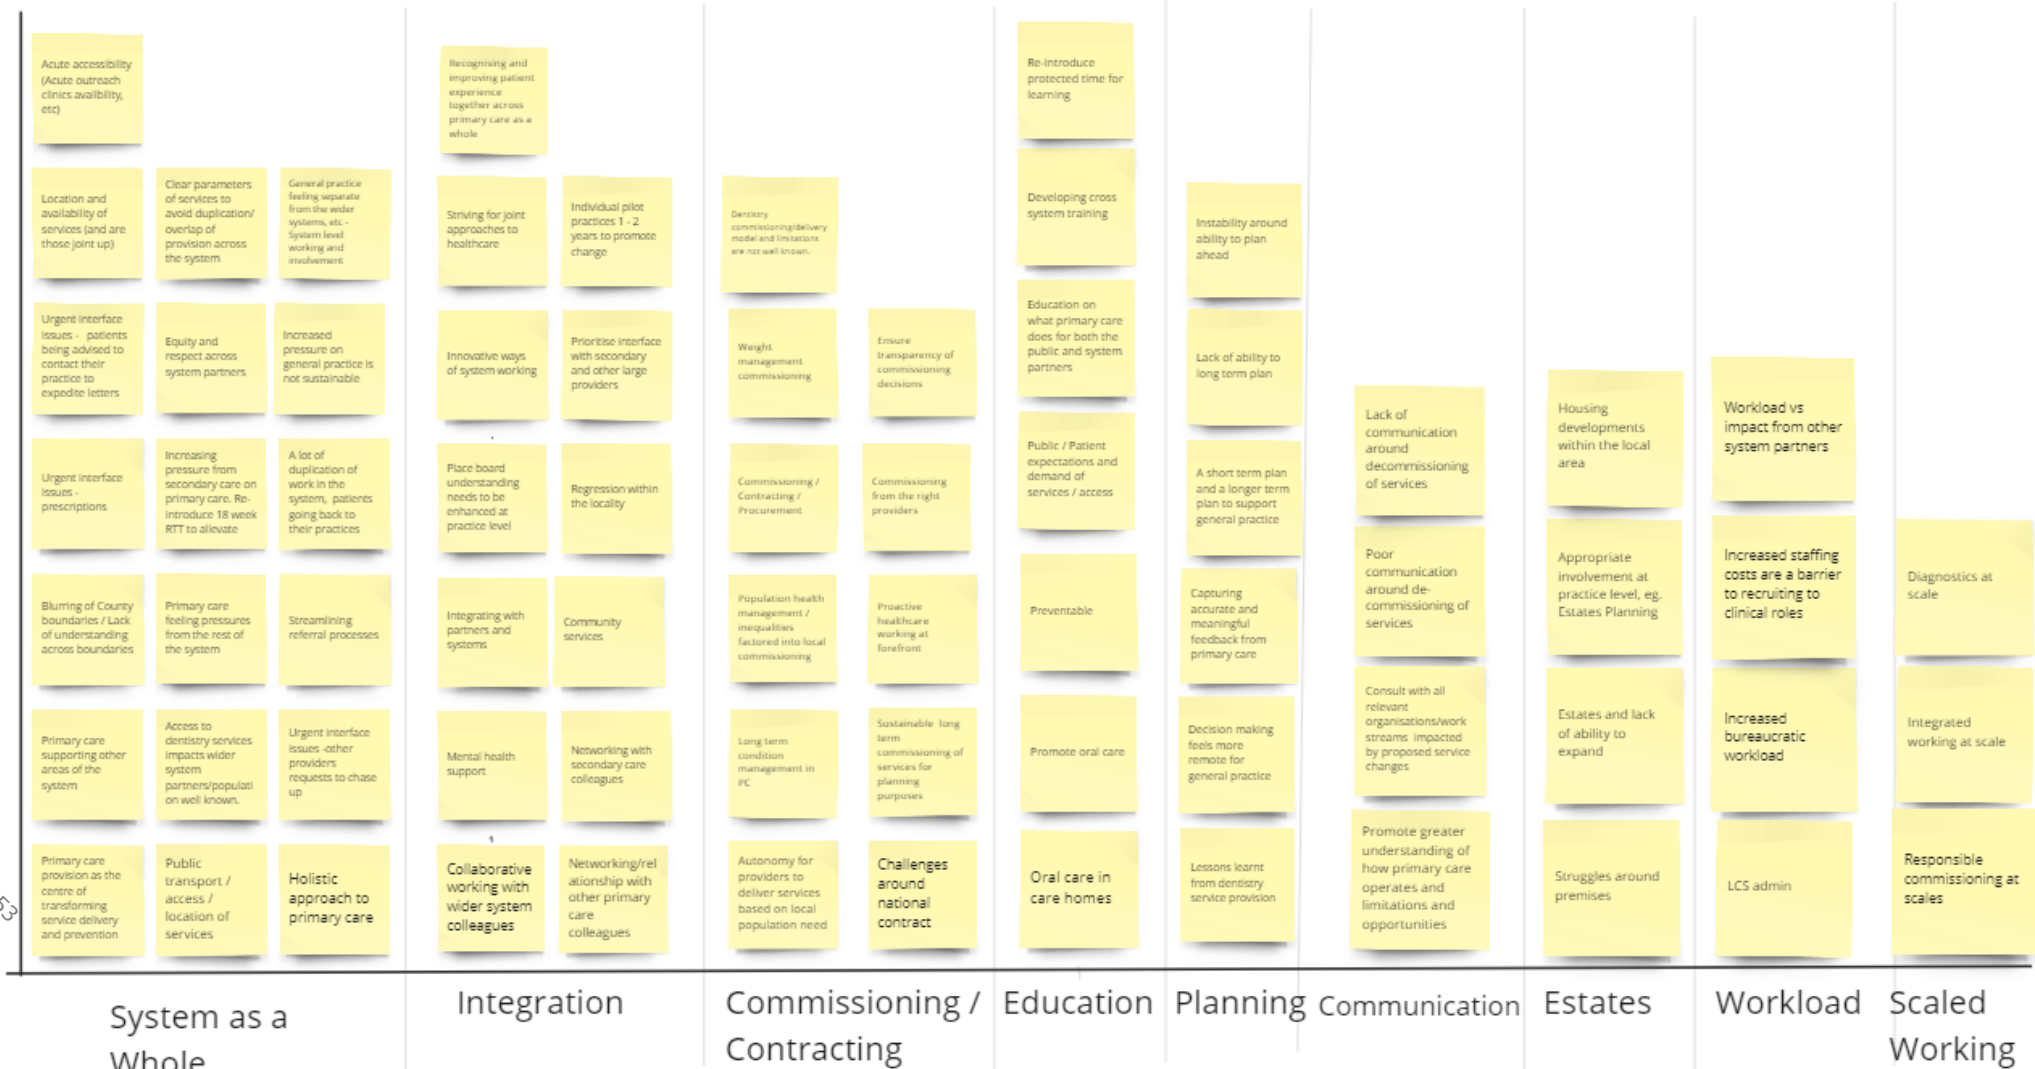 Acute accessibility
(Acute outreach
clinics availbility,
etc)
Location and
availability of
services (and are
those joint up)
Clear parameters
of services to
avoid duplication/
overlap of
provision across
the system
General practice
feeling separate
from the wider
systems, etc -
System level
working and
involvement
Urgent interface
issues - patients
being advised to
contact their
practice to
expedite letters
Equity and
respect across
system partners
Increased
pressure on
general practice is
not sustainable
Urgent interface
issues -
prescriptions
Increasing
pressure from
secondary care on
primary care. Re-
introduce 18 week
RTT to allevate
A lot of
duplication of
work in the
system, patients
going back to
their practices
Blurring of County
boundaries / Lack
of understanding
across boundaries
Primary care
feeling pressures
from the rest of
the system
Streamlining
referral processes
Primary care
supporting other
areas of the
system
Access to
dentistry services
impacts wider
system
partners/populati
on well known.
Urgent interface
issues -other
providers
requests to chase
up
Primary care
provision as the
centre of
transforming
service delivery
and prevention
Public
transport /
access /
location of
services
Holistic
approach to
primary care
System as a
Whole
Recognising and
improving patient
experience
together across
primary care as a
whole
Striving for joint
approaches to
healthcare
Individual pilot
practices 1 - 2
years to promote
change
Innovative ways
of system working
Prioritise interface
with secondary
and other large
providers
Place board
understanding
needs to be
enhanced at
practice level
Regression within
the locality
Integrating with
partners and
systems
Community
services
Mental health
support
Networking with
secondary care
colleagues
Collaborative
working with
wider system
colleagues
Networking/rel
ationship with
other primary
care
colleagues
Integration
Dentistry
commissioning/delivery
model and limitations
are not well known.
Weight
management
commissioning
Ensure
transparency of
commissioning
decisions
Commissioning /
Contracting /
Procurement
Commissioning
from the right
providers
Population health
management /
inequalities
factored into local
commissioning
Proactive
healthcare
working at
forefront
Long term
condition
management in
PC
Sustainable long
term
commissioning of
services for
planning
purposes
Autonomy for
providers to
deliver services
based on local
population need
Challenges
around
national
contract
Commissioning /
Contracting
Re-introduce
protected time for
learning
Developing cross
system training
Education on
what primary care
does for both the
public and system
partners
Public / Patient
expectations and
demand of
services / access
Preventable
Promote oral care
Oral care in
care homes
Education
Instability around
ability to plan
ahead
Lack of ability to
long term plan
A short term plan
and a longer term
plan to support
general practice
Capturing
accurate and
meaningful
feedback from
primary care
Decision making
feels more
remote for
general practice
Lessons learnt
from dentistry
service provision
Planning
Lack of
communication
around
decommissioning
of services
Poor
communication
around de-
commissioning of
services
Consult with all
relevant
organisations/work
streams impacted
by proposed service
changes
Promote greater
understanding of
how primary care
operates and
limitations and
opportunities
Communication
Housing
developments
within the local
area
Appropriate
involvement at
practice level, eg.
Estates Planning
Estates and lack
of ability to
expand
Struggles around
premises
Estates
Workload vs
impact from other
system partners
Increased staffing
costs are a barrier
to recruiting to
clinical roles
Increased
bureaucratic
workload
LCS admin
Workload
Diagnostics at
scale
Integrated
working at scale
Responsible
commissioning at
scales
Scaled
Working
53